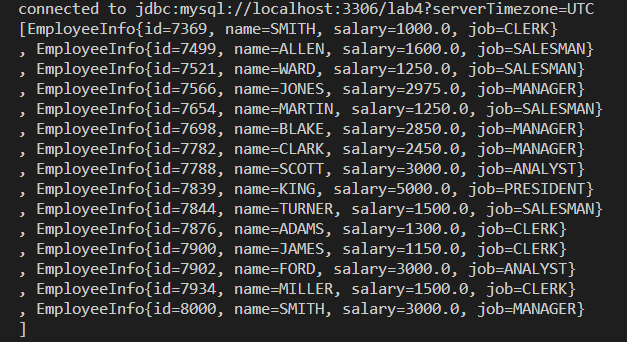 connected to jdbc:mysql://localhost:3306/lab4?serverTimezone=UTC
[EmployeeInfo{id=7369, name=SMITH, salary=1000.0, job=CLERK}
, EmployeeInfo{id=7499, name=ALLEN, salary=1600.0, job=SALESMAN}
, EmployeeInfo{id=7521, name=WARD, salary=1250.0, job=SALESMAN}
, EmployeeInfo{id=7566, name=JONES, salary=2975.0, job=MANAGER}
, EmployeeInfo{id=7654, name=MARTIN, salary=1250.0, job=SALESMAN}
, EmployeeInfo{id=7698, name=BLAKE, salary=2850.0, job=MANAGER}
, EmployeeInfo{id=7782, name=CLARK, salary=2450.0, job=MANAGER}
, EmployeeInfo{id=7788, name=SCOTT, salary=3000.0, job=ANALYST}
, EmployeeInfo{id=7839, name=KING, salary=5000.0, job=PRESIDENT}
, EmployeeInfo{id=7844, name=TURNER, salary=1500.0, job=SALESMAN}
, EmployeeInfo{id=7876, name=ADAMS, salary=1300.0, job=CLERK}
, EmployeeInfo{id=7900, name=JAMES, salary=1150.0, job=CLERK}
, EmployeeInfo{id=7902, name=FORD, salary=3000.0, job=ANALYST}
, EmployeeInfo{id=7934, name=MILLER, salary=1500.0, job=CLERK}
, EmployeeInfo{id=8000, name=SMITH, salary=3000.0, job=MANAGER}
]